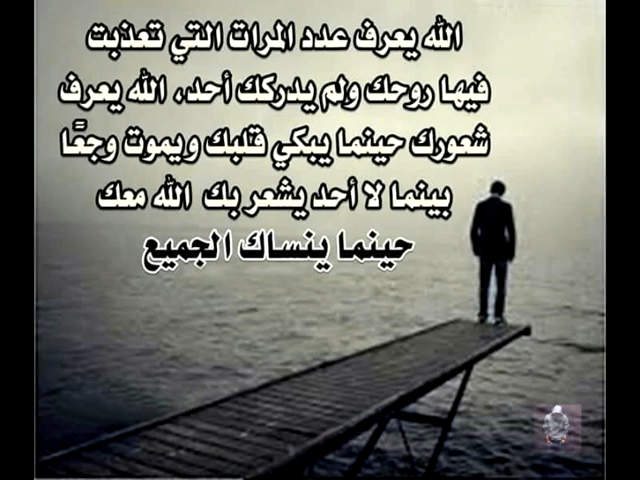 الله يعرف عدد المرات التي تعذبت
فيها روحك ولم يدركك أحد، الله يعرف
شعورك حينما يبكي قلبك ويموت وجعًا
بينما لا أحد يشعر بك الله معك
حينما ينساك الجميع